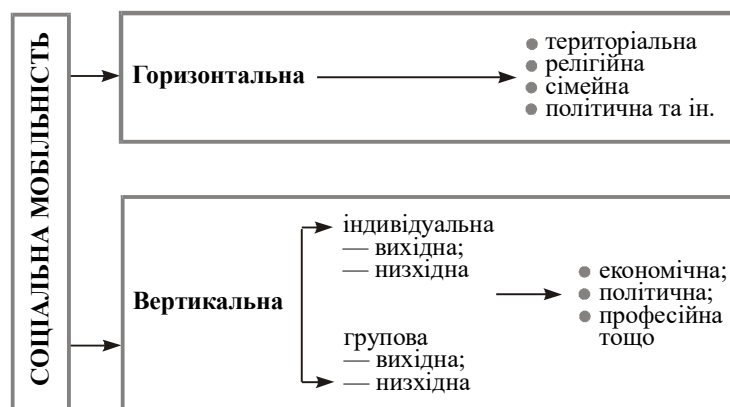 СОЦІАЛЬНА МОБІЛЬНІСТЬ
Горизонтальна
● територіальна
● релігійна
● сімейна
● політична та ін.
Вертикальна
індивідуальна
— вихідна;
— низхідна
групова
— вихідна;
— низхідна
● економічна;
● політична;
● професійна
тощо